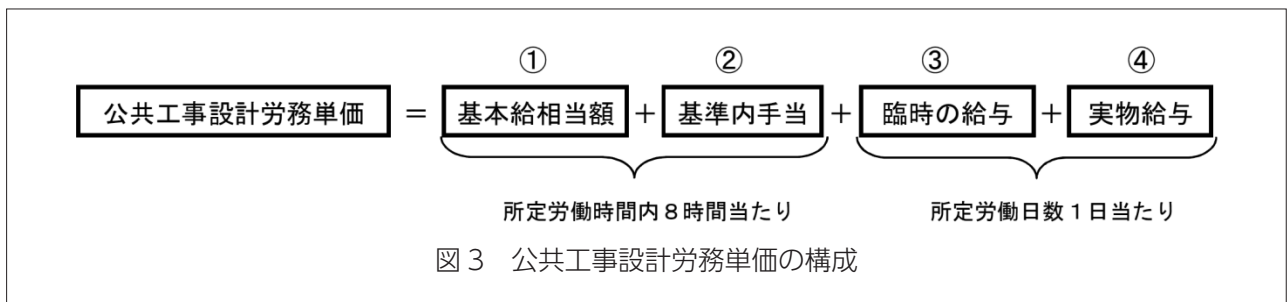 ① ② ③ ④
公共工事設計労務単価 = 基本給相当額 + 基準内手当 + 臨時の給与 + 実物給与
所定労働時間内8時間当たり 所定労働日数1日当たり
図3 公共工事設計労務単価の構成